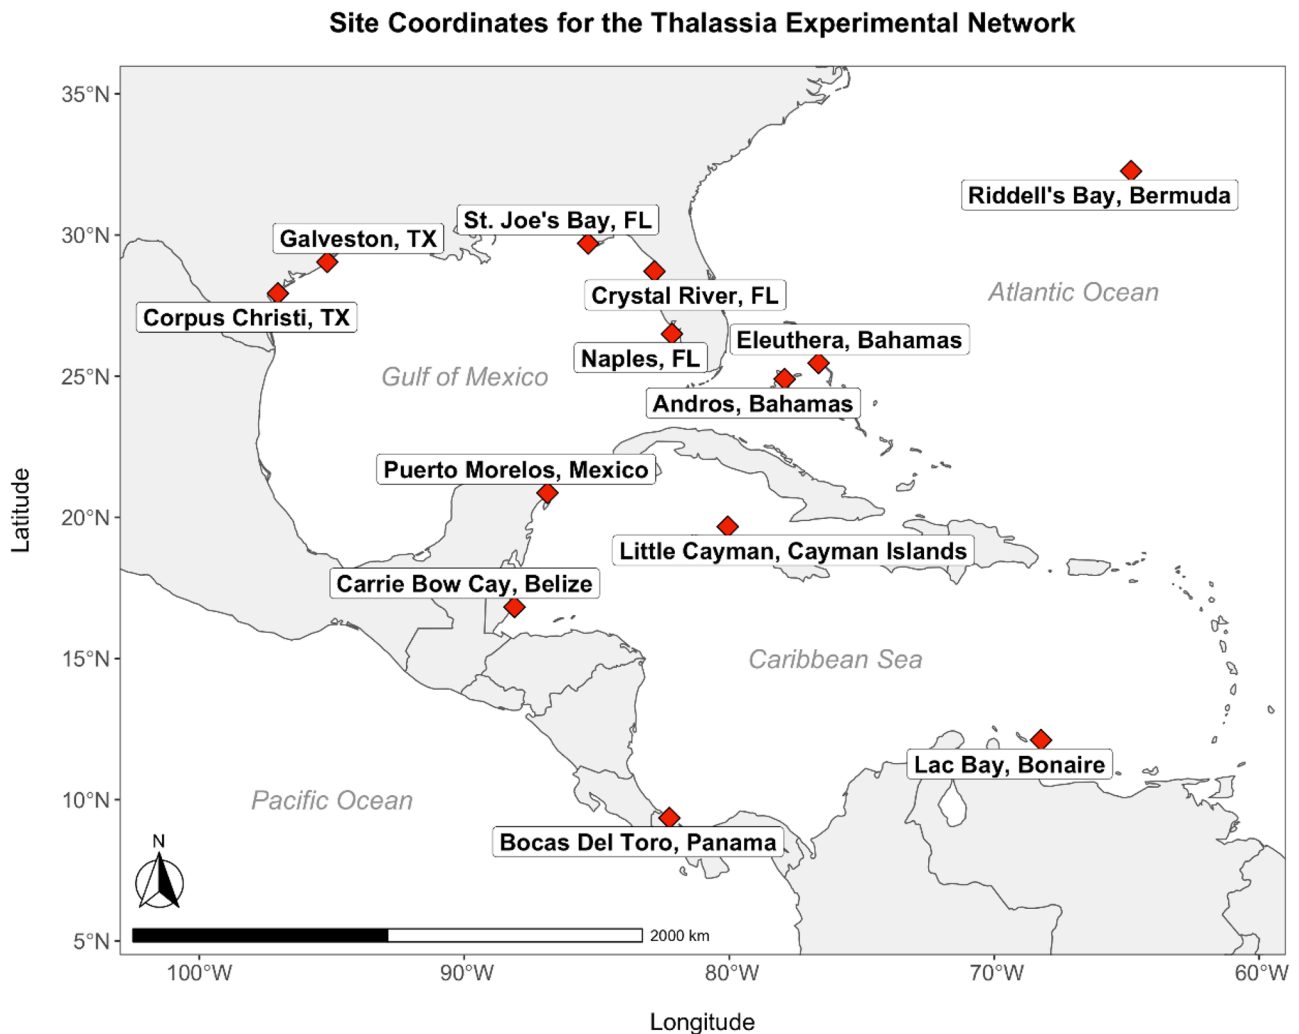 Site Coordinates for the Thalassia Experimental Network
35°N
Riddell's Bay, Bermuda
St. Joe's Bay, FL
30°N
Galveston, TX
Crystal River, FL
Atlantic Ocean
Corpus Christi, TX
Eleuthera, Bahamas
Naples, FL
25°N
Gulf of Mexico
Andros, Bahamas
Latitude
Puerto Morelos, Mexico
20°N
Little Cayman, Cayman Islands
Carrie Bow Cay, Belize
15°N
Caribbean Sea
Lac Bay, Bonaire
10°N
Pacific Ocean
Bocas Del Toro, Panama
N
5°N
2000 km
100°W
90°W
80°W
70°W
60°W
Longitude